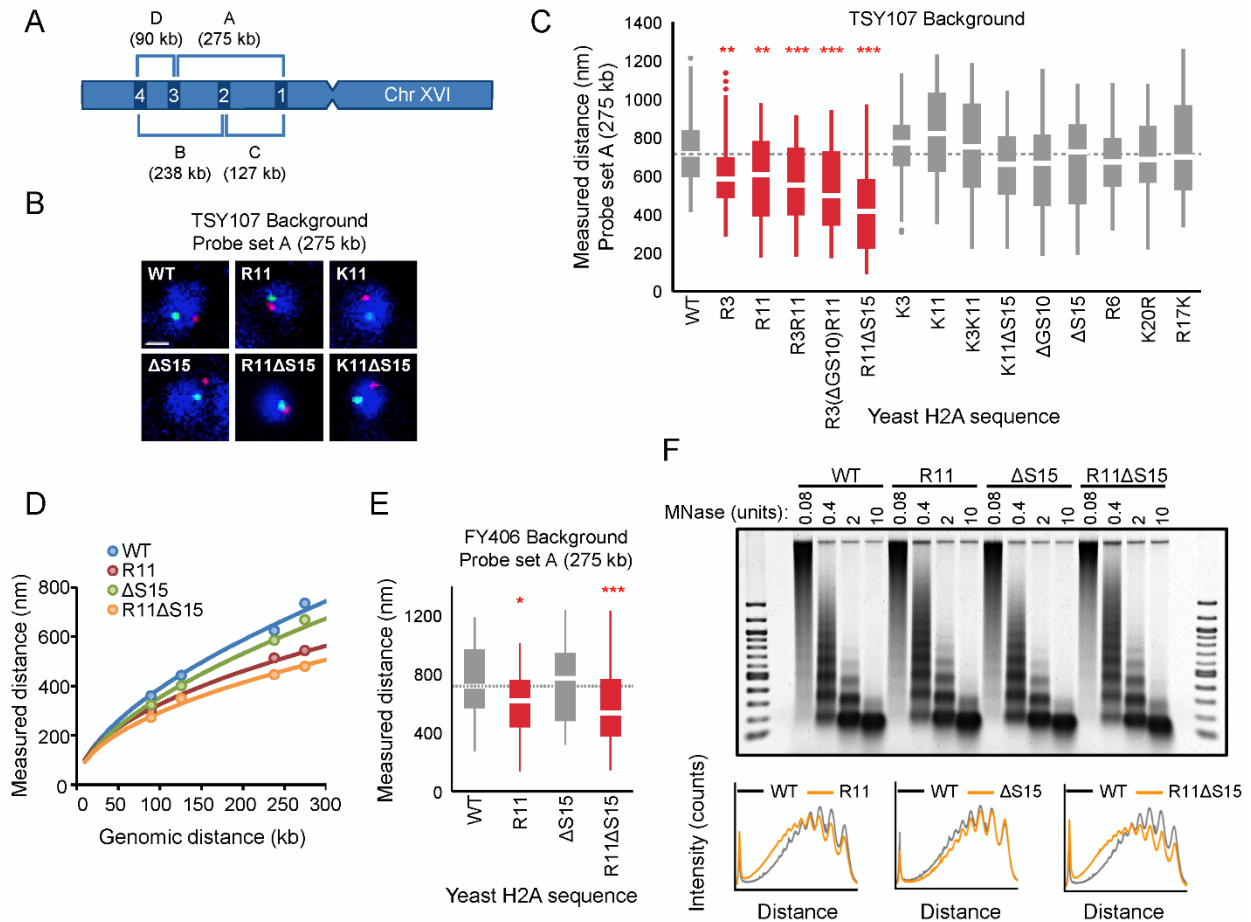 A
D
(90 kb)
A
(275 kb)
4
3
2
1
Chr XVI
B
(238 kb)
C
(127 kb)
B
TSY107 Background
Probe set A (275 kb)
WT
R11
K11
ΔS15
R11ΔS15
K11ΔS15
C
TSY107 Background
Measured distance (nm)
Probe set A (275 kb)
1400
1200
1000
800
600
400
200
0
** ** *** *** ***
WT
R3
R11
R3R11
R3(ΔGS10)R11
R11ΔS15
K3
K11
K3K11
K11ΔS15
ΔGS10
ΔS15
R6
K20R
R17K
Yeast H2A sequence
D
WT
R11
ΔS15
R11ΔS15
Measured distance (nm)
800
600
400
200
0
0 50 100 150 200 250 300
Genomic distance (kb)
E
FY406 Background
Probe set A (275 kb)
Measured distance (nm)
1200
800
400
0
* ***
WT
R11
ΔS15
R11ΔS15
Yeast H2A sequence
F
WT R11 ΔS15 R11ΔS15
MNase (units):
0.08 0.4 2 10 0.08 0.4 2 10 0.08 0.4 2 10 0.08 0.4 2 10
Intensity (counts)
WT R11
WT ΔS15
WT R11ΔS15
Distance Distance Distance